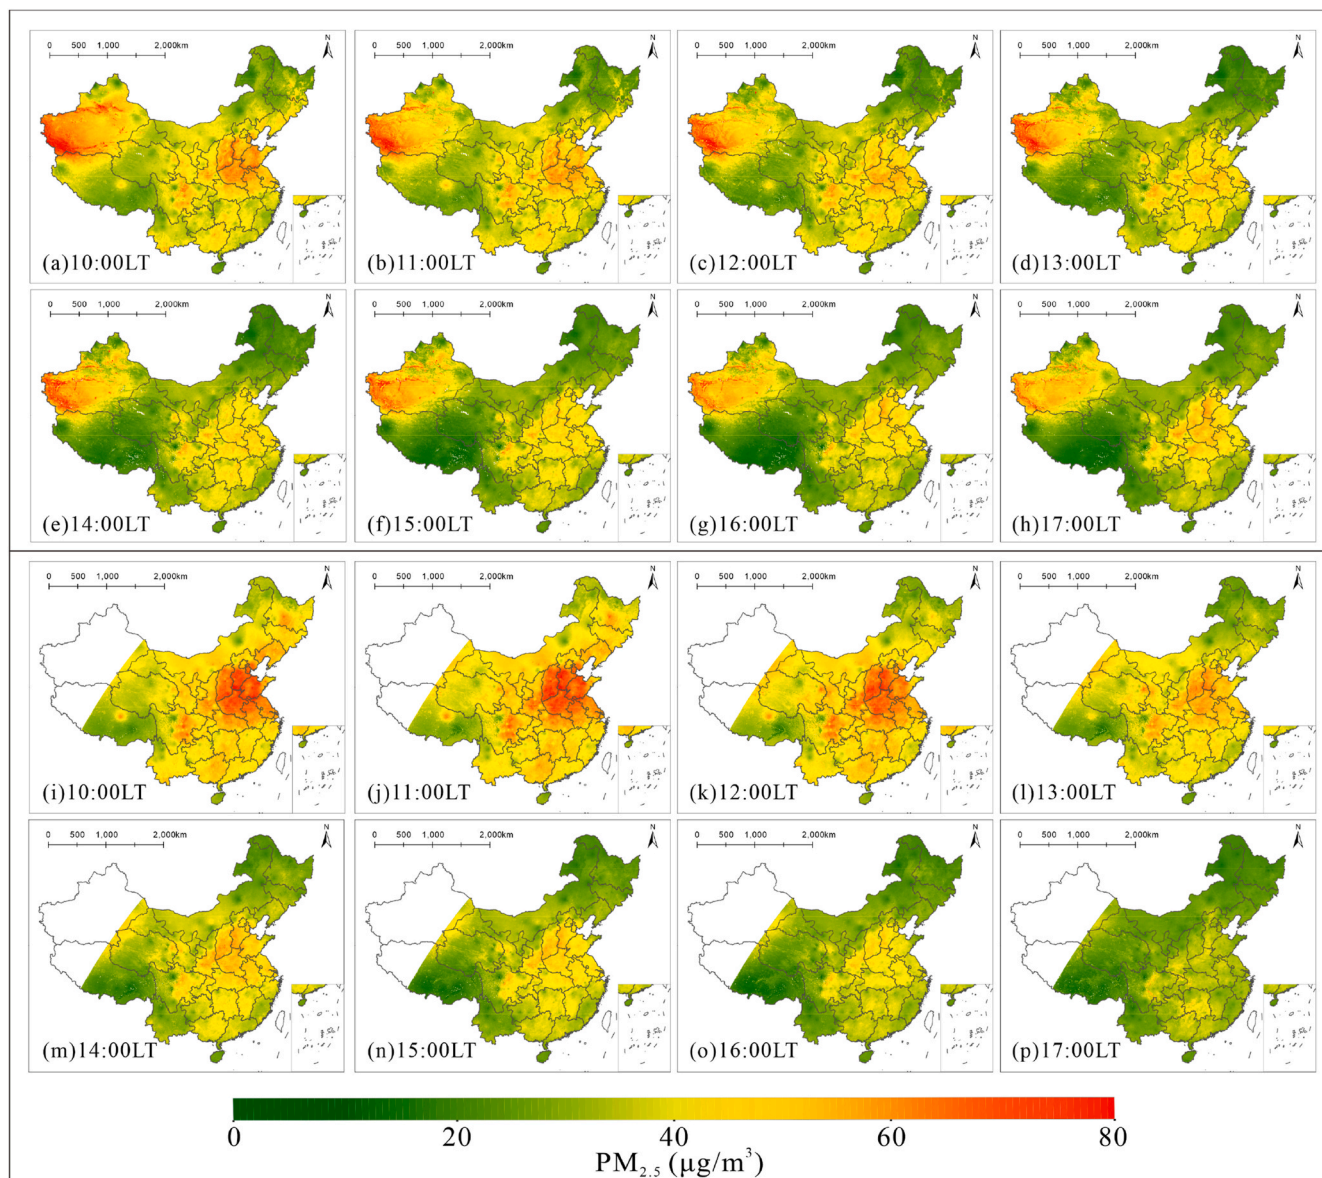 N N N N
0 500 1,000 2,000km 0 500 1,000 2,000km 0 500 1,000 2,000km 0 500 1,000 2,000km
(a)10:00LT (b)11:00LT (c)12:00LT (d)13:00LT
N N N N
0 500 1,000 2,000km 0 500 1,000 2,000km 0 500 1,000 2,000km 0 500 1,000 2,000km
(e)14:00LT (f)15:00LT (g)16:00LT (h)17:00LT
N N N N
0 500 1,000 2,000km 0 500 1,000 2,000km 0 500 1,000 2,000km 0 500 1,000 2,000km
(i)10:00LT (j)11:00LT (k)12:00LT (l)13:00LT
N N N N
0 500 1,000 2,000km 0 500 1,000 2,000km 0 500 1,000 2,000km 0 500 1,000 2,000km
(m)14:00LT (n)15:00LT (o)16:00LT (p)17:00LT
0 20 40 60 80
PM2.5 (μg/m³)